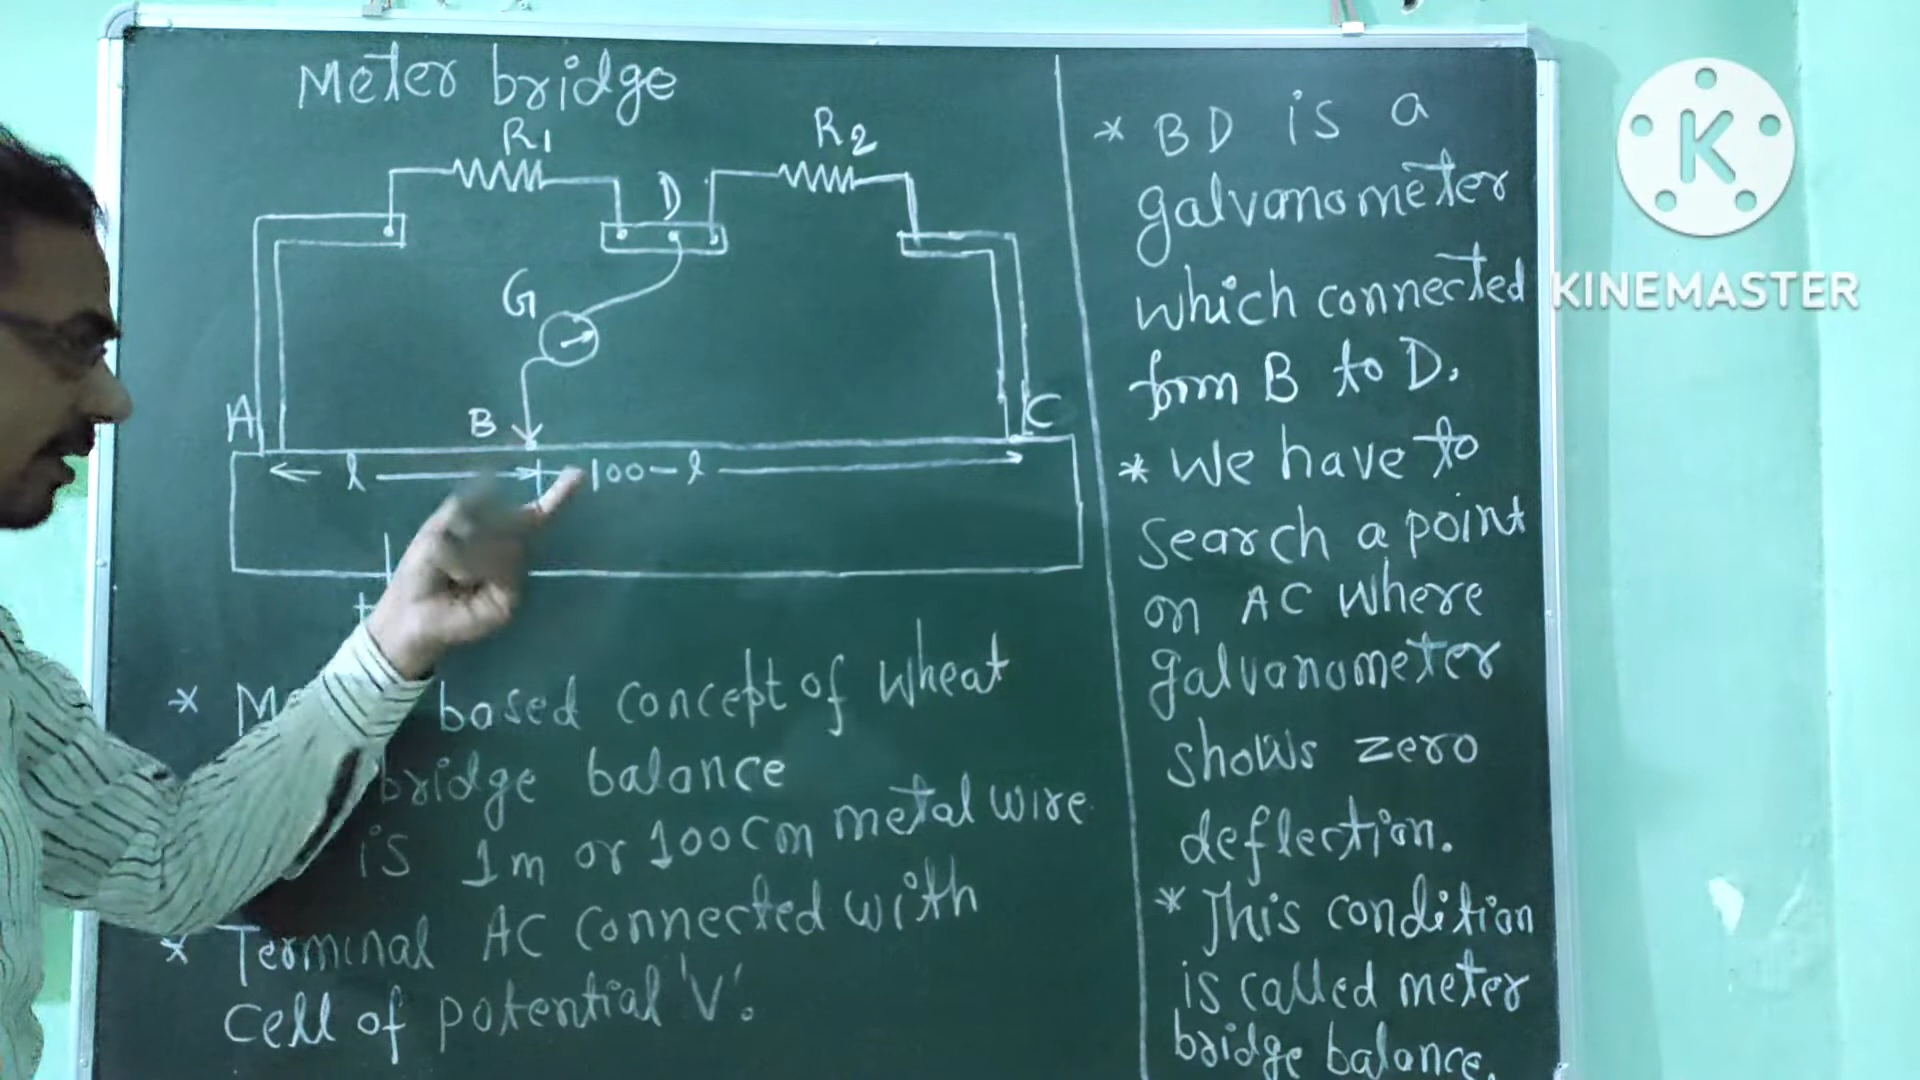 Meter bridge
R1
R2
D
G
B
A
C
l
100-l
* based concept of wheat
bridge balance
is 1m or 100cm metal wire
* Terminal AC connected with
cell of potential 'V'.
* BD is a
galvanometer
which connected
from B to D.
* We have to
search a point
on AC where
galvanometer
shows zero
deflection.
* This condition
is called meter
bridge balance.
K
KINEMASTER